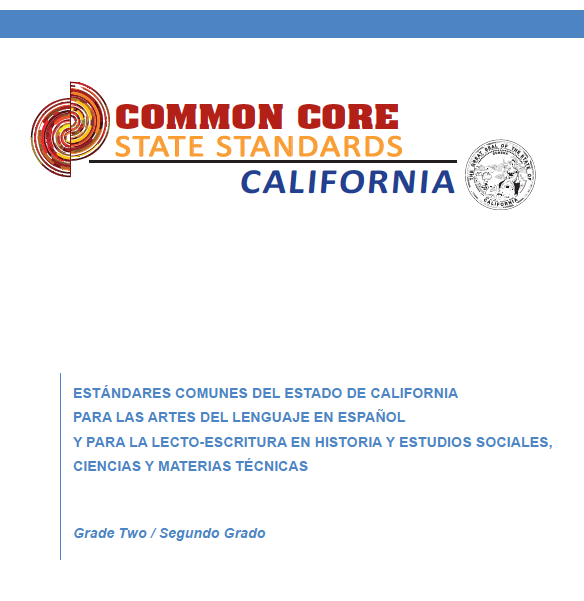 COMMON CORE
STATE STANDARDS
CALIFORNIA
THE GREAT SEAL OF THE STATE OF CALIFORNIA
ESTÁNDARES COMUNES DEL ESTADO DE CALIFORNIA
PARA LAS ARTES DEL LENGUAJE EN ESPAÑOL
Y PARA LA LECTO-ESCRITURA EN HISTORIA Y ESTUDIOS SOCIALES,
CIENCIAS Y MATERIAS TÉCNICAS
Grade Two / Segundo Grado